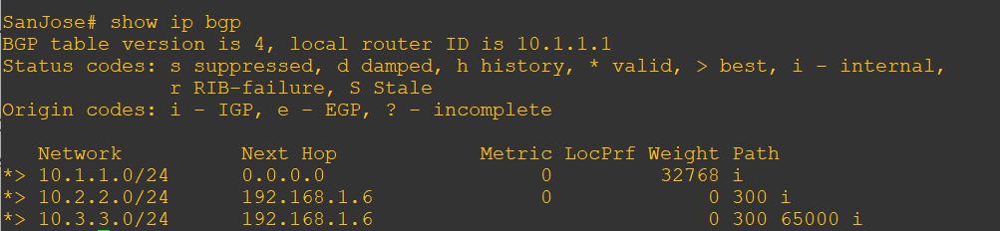 SanJose# show ip bgp
BGP table version is 4, local router ID is 10.1.1.1
Status codes: s suppressed, d damped, h history, * valid, > best, i - internal,
r RIB-failure, S Stale
Origin codes: i - IGP, e - EGP, ? - incomplete
Network Next Hop Metric LocPrf Weight Path
*> 10.1.1.0/24 0.0.0.0 0 32768 i
*> 10.2.2.0/24 192.168.1.6 0 0 300 i
*> 10.3.3.0/24 192.168.1.6 0 300 65000 i